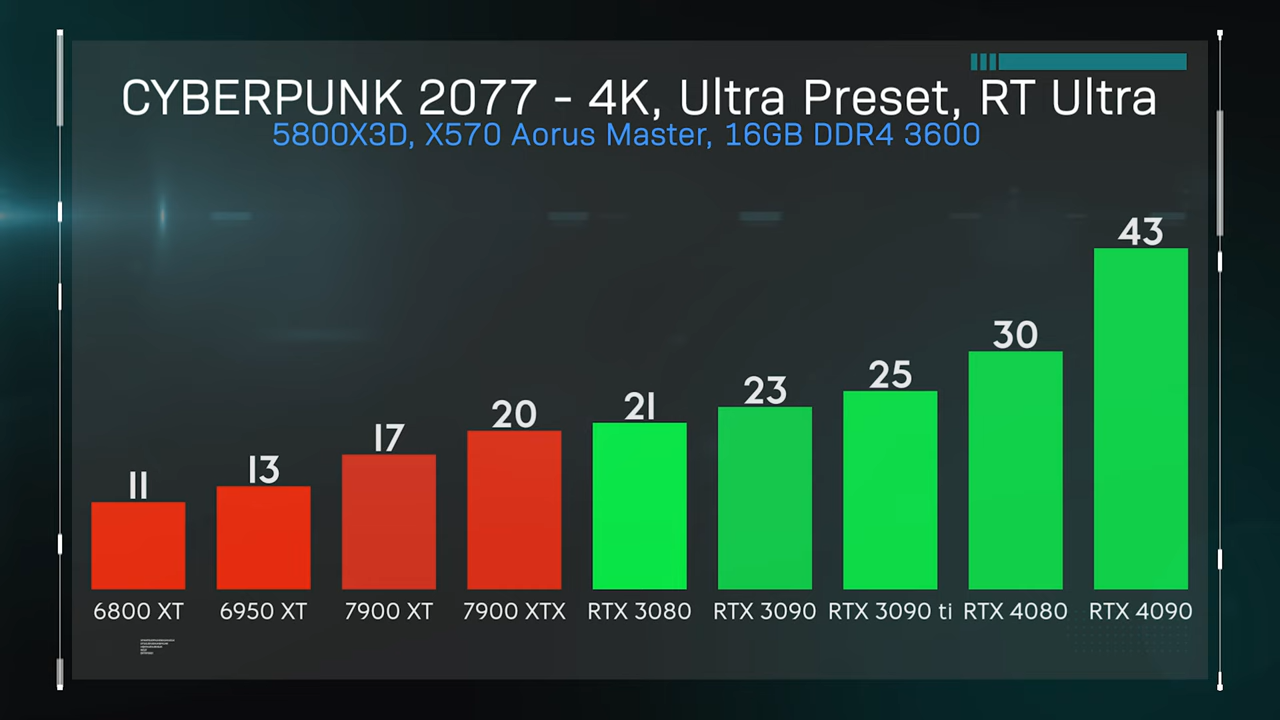 CYBERPUNK 2077 - 4K, Ultra Preset, RT Ultra
5800X3D, X570 Aorus Master, 16GB DDR4 3600
11
13
17
20
21
23
25
30
43
6800 XT
6950 XT
7900 XT
7900 XTX
RTX 3080
RTX 3090
RTX 3090 ti
RTX 4080
RTX 4090